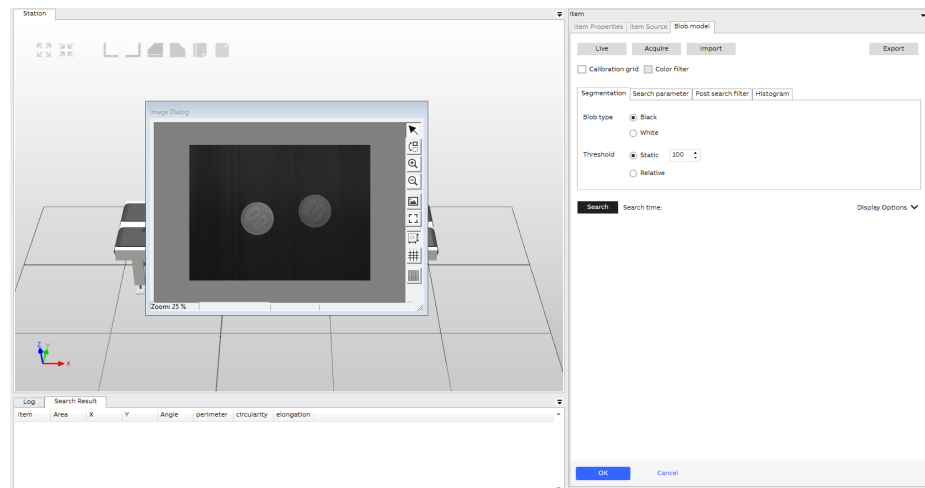 Station
Item
Item Properties
Item Source
Blob model
Live
Acquire
Import
Export
Calibration grid
Color filter
Segmentation
Search parameter
Post search filter
Histogram
Blob type
Black
White
Threshold
Static
100
Relative
Search
Search time:
Display Options
Image Dialog
Zoom: 25 %
Z
y
X
Log
Search Result
Item
Area
X
Y
Angle
perimeter
circularity
elongation
OK
Cancel